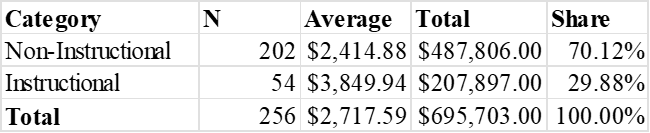 Category N Average Total Share
Non-Instructional 202 $2,414.88 $487,806.00 70.12%
Instructional 54 $3,849.94 $207,897.00 29.88%
Total 256 $2,717.59 $695,703.00 100.00%